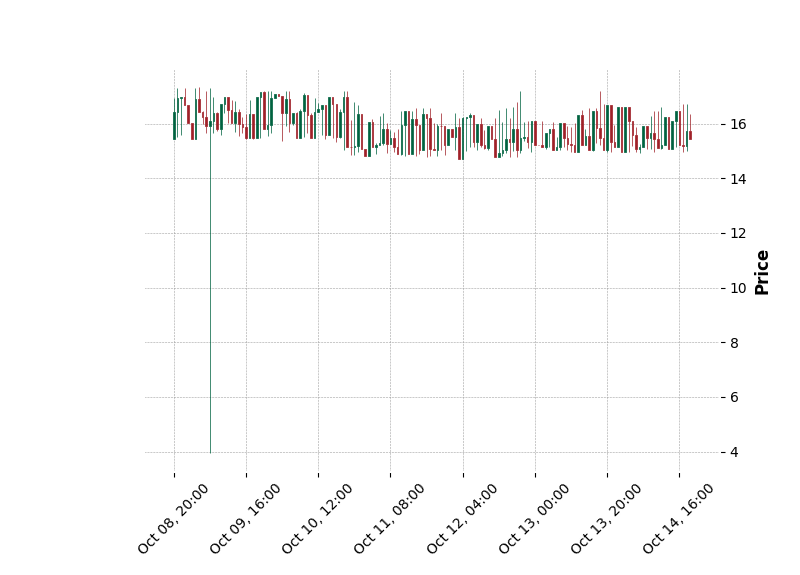 16
14
12
10
8
6
4
Price
Oct 08, 20:00
Oct 09, 16:00
Oct 10, 12:00
Oct 11, 08:00
Oct 12, 04:00
Oct 13, 00:00
Oct 13, 20:00
Oct 14, 16:00